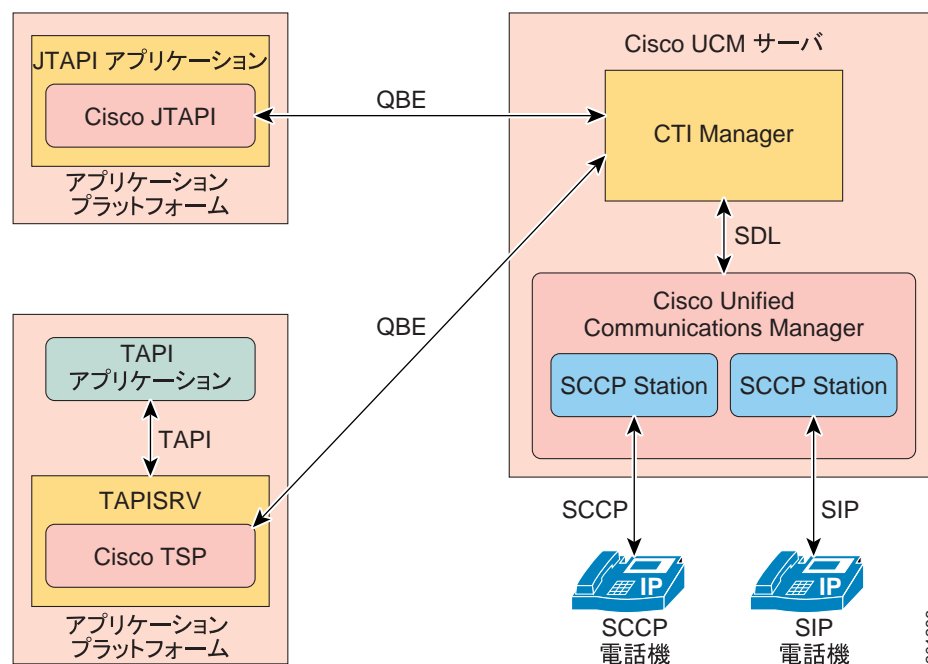 JTAPI アプリケーション
Cisco JTAPI
アプリケーション
プラットフォーム
QBE
Cisco UCM サーバ
CTI Manager
SDL
Cisco Unified
Communications Manager
SCCP Station
SCCP Station
QBE
TAPI
アプリケーション
TAPI
TAPISRV
Cisco TSP
アプリケーション
プラットフォーム
SCCP
SIP
IP
IP
SCCP
電話機
SIP
電話機